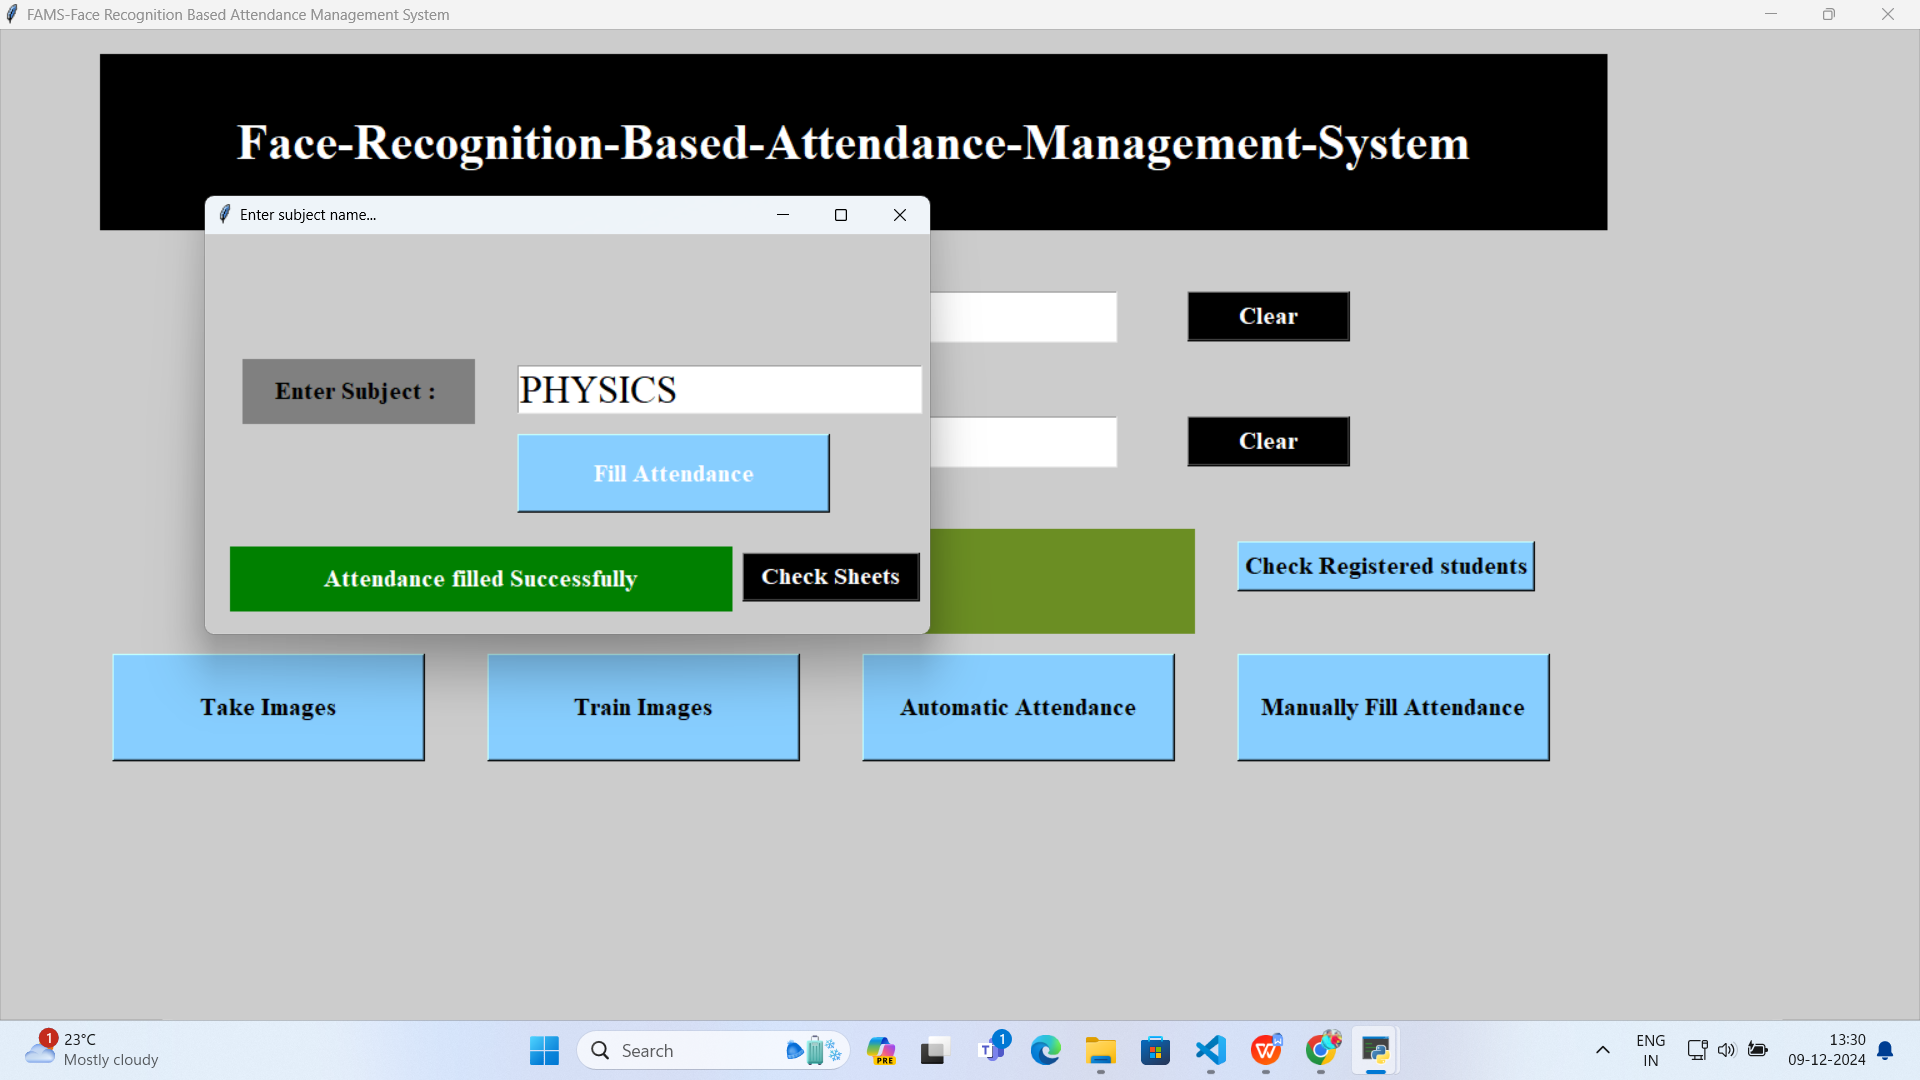 FAMS-Face Recognition Based Attendance Management System
Face-Recognition-Based-Attendance-Management-System
Enter subject name...
Clear
Enter Subject :
PHYSICS
Clear
Fill Attendance
Attendance filled Successfully
Check Sheets
Check Registered students
Take Images
Train Images
Automatic Attendance
Manually Fill Attendance
1
23°C
Mostly cloudy
Search
PRE
1
ENG
IN
13:30
09-12-2024